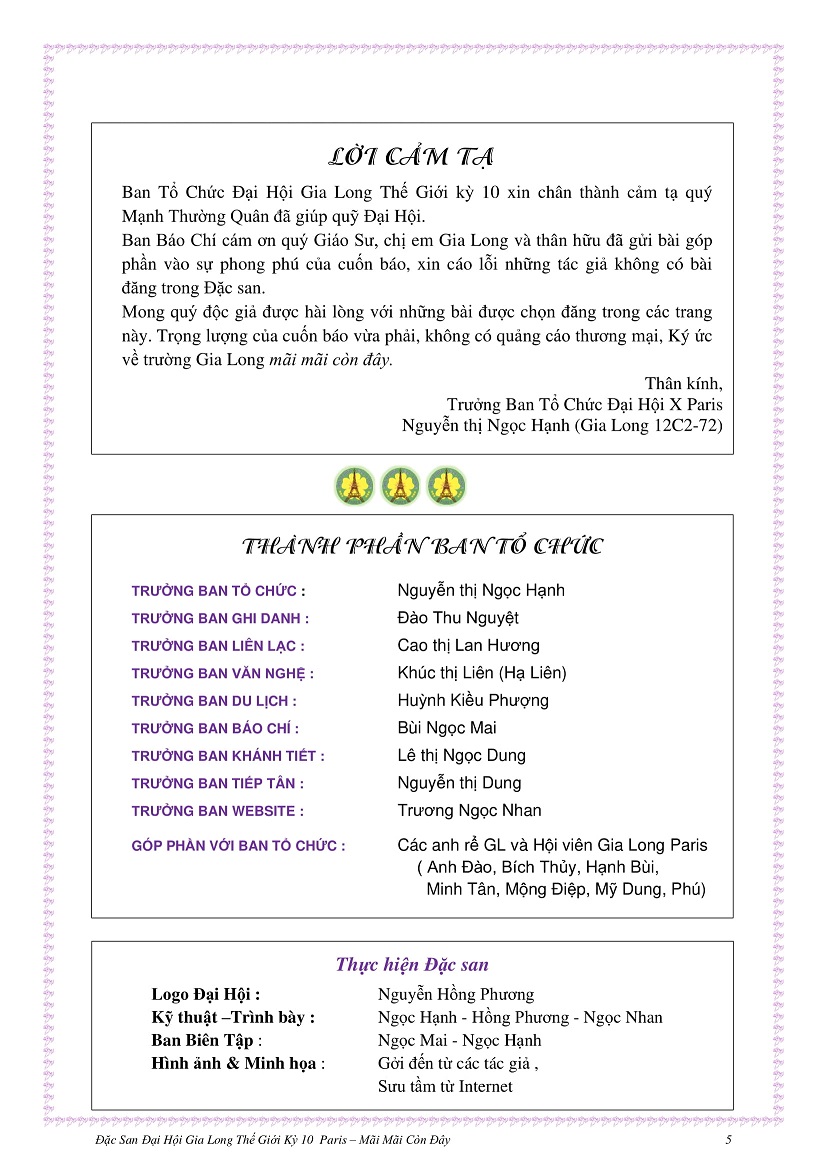 LỜI CẢM TẠ
Ban Tổ Chức Đại Hội Gia Long Thế Giới kỳ 10 xin chân thành cảm tạ quý
Mạnh Thường Quân đã giúp quỹ Đại Hội.
Ban Báo Chí cám ơn quý Giáo Sư, chị em Gia Long và thân hữu đã gửi bài góp
phần vào sự phong phú của cuốn báo, xin cáo lỗi những tác giả không có bài
đăng trong Đặc san.
Mong quý độc giả được hài lòng với những bài được chọn đăng trong các trang
này. Trọng lượng của cuốn báo vừa phải, không có quảng cáo thương mại, Ký ức
về trường Gia Long mãi mãi còn đây.
Thân kính,
Trưởng Ban Tổ Chức Đại Hội X Paris
Nguyễn thị Ngọc Hạnh (Gia Long 12C2-72)
THÀNH PHẦN BAN TỔ CHỨC
TRƯỞNG BAN TỔ CHỨC : Nguyễn thị Ngọc Hạnh
TRƯỞNG BAN GHI DANH : Đào Thu Nguyệt
TRƯỞNG BAN LIÊN LẠC : Cao thị Lan Hương
TRƯỞNG BAN VĂN NGHỆ : Khúc thị Liên (Hạ Liên)
TRƯỞNG BAN DU LỊCH : Huỳnh Kiều Phượng
TRƯỞNG BAN BÁO CHÍ : Bùi Ngọc Mai
TRƯỞNG BAN KHÁNH TIẾT : Lê thị Ngọc Dung
TRƯỞNG BAN TIẾP TÂN : Nguyễn thị Dung
TRƯỞNG BAN WEBSITE : Trương Ngọc Nhan
GÓP PHẦN VỚI BAN TỔ CHỨC : Các anh rể GL và Hội viên Gia Long Paris
( Anh Đào, Bích Thủy, Hạnh Bùi,
Minh Tân, Mộng Điệp, Mỹ Dung, Phú)
Thực hiện Đặc san
Logo Đại Hội : Nguyễn Hồng Phương
Kỹ thuật –Trình bày : Ngọc Hạnh - Hồng Phương - Ngọc Nhan
Ban Biên Tập : Ngọc Mai - Ngọc Hạnh
Hình ảnh & Minh họa : Gởi đến từ các tác giả ,
Sưu tầm từ Internet
Đặc San Đại Hội Gia Long Thế Giới Kỳ 10 Paris – Mãi Mãi Còn Đây 5